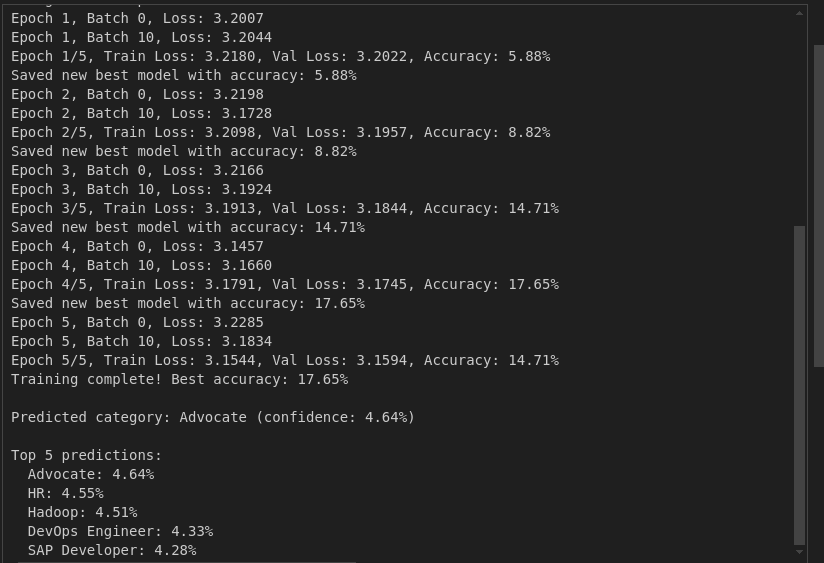 Epoch 1, Batch 0, Loss: 3.2007
Epoch 1, Batch 10, Loss: 3.2044
Epoch 1/5, Train Loss: 3.2180, Val Loss: 3.2022, Accuracy: 5.88%
Saved new best model with accuracy: 5.88%
Epoch 2, Batch 0, Loss: 3.2198
Epoch 2, Batch 10, Loss: 3.1728
Epoch 2/5, Train Loss: 3.2098, Val Loss: 3.1957, Accuracy: 8.82%
Saved new best model with accuracy: 8.82%
Epoch 3, Batch 0, Loss: 3.2166
Epoch 3, Batch 10, Loss: 3.1924
Epoch 3/5, Train Loss: 3.1913, Val Loss: 3.1844, Accuracy: 14.71%
Saved new best model with accuracy: 14.71%
Epoch 4, Batch 0, Loss: 3.1457
Epoch 4, Batch 10, Loss: 3.1660
Epoch 4/5, Train Loss: 3.1791, Val Loss: 3.1745, Accuracy: 17.65%
Saved new best model with accuracy: 17.65%
Epoch 5, Batch 0, Loss: 3.2285
Epoch 5, Batch 10, Loss: 3.1834
Epoch 5/5, Train Loss: 3.1544, Val Loss: 3.1594, Accuracy: 14.71%
Training complete! Best accuracy: 17.65%

Predicted category: Advocate (confidence: 4.64%)

Top 5 predictions:
  Advocate: 4.64%
  HR: 4.55%
  Hadoop: 4.51%
  DevOps Engineer: 4.33%
  SAP Developer: 4.28%